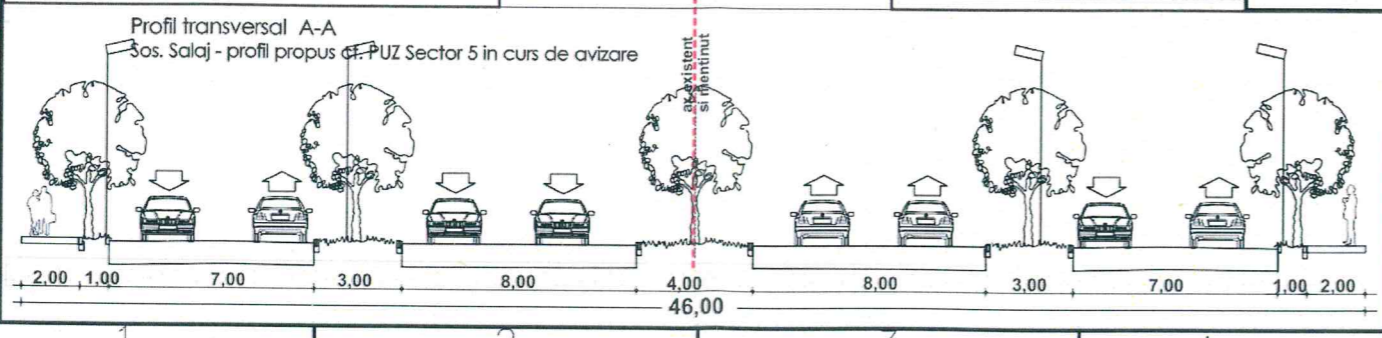 Profil transversal A-A
Sos. Salaj - profil propus cf. PUZ Sector 5 in curs de avizare
ax existent
si mentinut
2,00 1,00 7,00 3,00 8,00 4,00 8,00 3,00 7,00 1,00 2,00
46,00